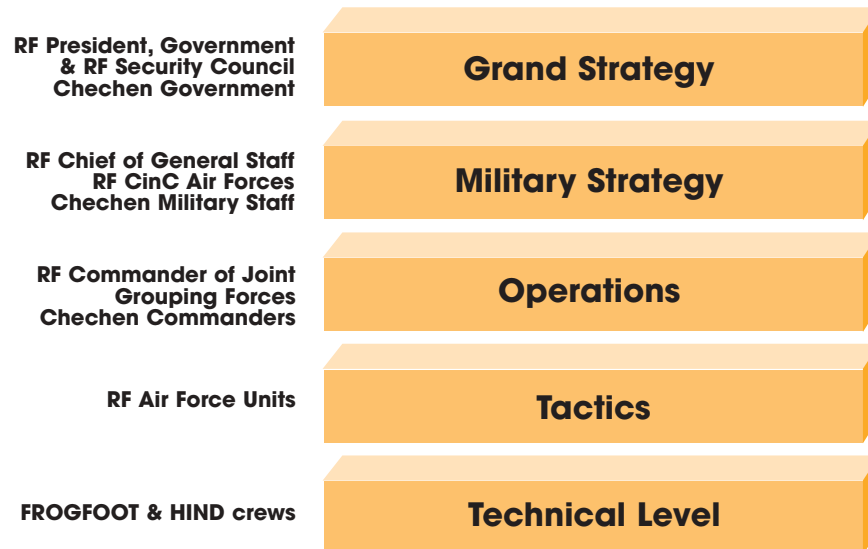 RF President, Government
& RF Security Council
Chechen Government
Grand Strategy
RF Chief of General Staff
RF CinC Air Forces
Chechen Military Staff
Military Strategy
RF Commander of Joint
Grouping Forces
Chechen Commanders
Operations
RF Air Force Units
Tactics
FROGFOOT & HIND crews
Technical Level